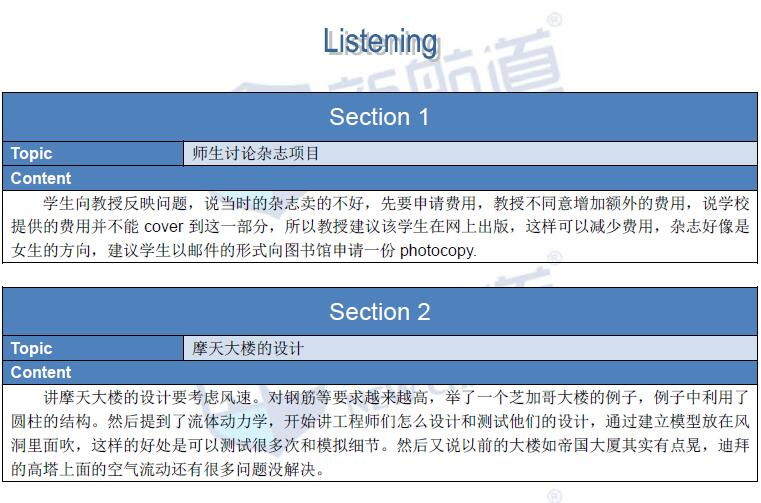 Listening
新航道
®
Section 1
Topic 师生讨论杂志项目
Content
学生向教授反映问题，说当时的杂志卖的不好，先要申请费用，教授不同意增加额外的费用，说学校
提供的费用并不能 cover 到这一部分，所以教授建议该学生在网上出版，这样可以减少费用，杂志好像是
女生的方向，建议学生以邮件的形式向图书馆申请一份 photocopy.
®
Section 2
Topic 摩天大楼的设计
Content
讲摩天大楼的设计要考虑风速。对钢筋等要求越来越高，举了一个芝加哥大楼的例子，例子中利用了
圆柱的结构。然后提到了流体动力学，开始讲工程师们怎么设计和测试他们的设计，通过建立模型放在风
洞里面吹，这样的好处是可以测试很多次和模拟细节。然后又说以前的大楼如帝国大厦其实有点晃，迪拜
的高塔上面的空气流动还有很多问题没解决。
®